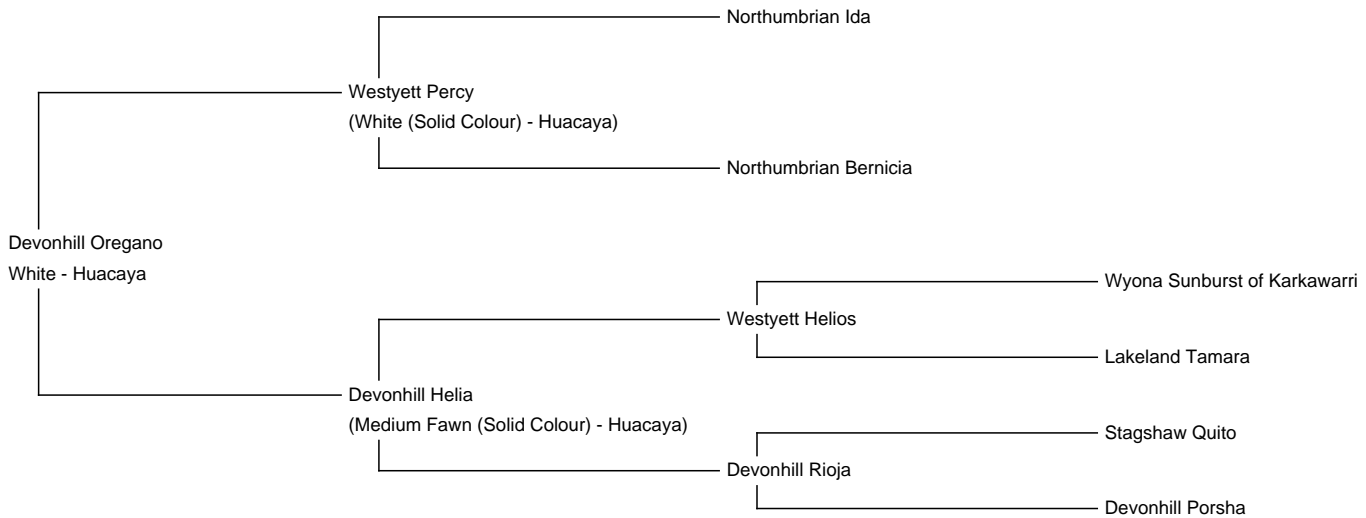 Northumbrian Ida
Westyett Percy
(White (Solid Colour) - Huacaya)
Northumbrian Bernicia
Devonhill Oregano
White - Huacaya
Wyona Sunburst of Karkawarri
Westyett Helios
Lakeland Tamara
Devonhill Helia
(Medium Fawn (Solid Colour) - Huacaya)
Stagshaw Quito
Devonhill Rioja
Devonhill Porsha